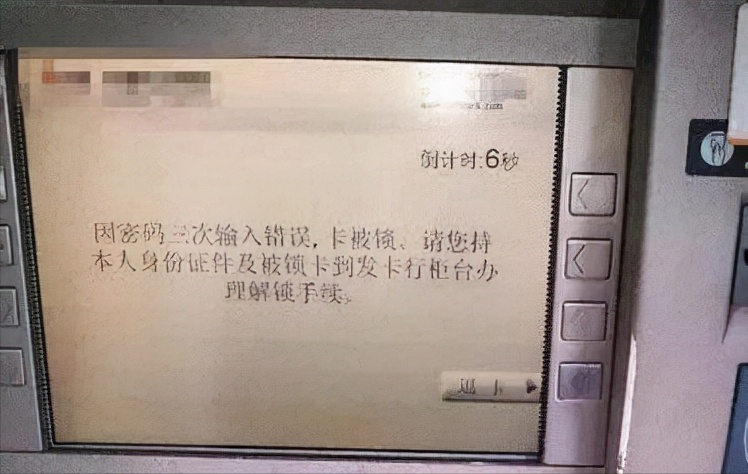 倒计时:6秒
因密码三次输入错误,卡被锁、请您持
本人身份证件及被锁卡到发卡行柜台办
理解锁手续。
退卡